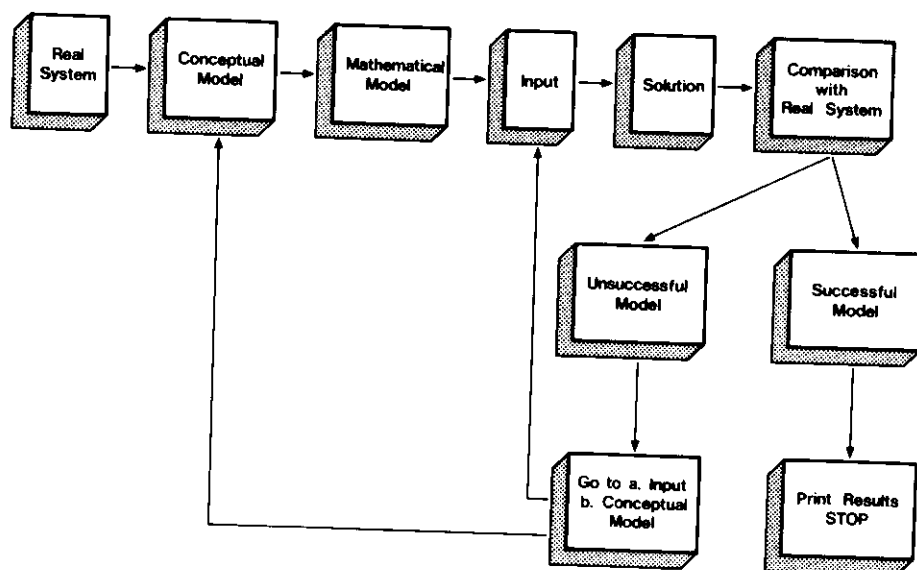 Real
System
Conceptual
Model
Mathematical
Model
Input
Solution
Comparison
with
Real System
Unsuccessful
Model
Successful
Model
Go to a. Input
b. Conceptual
Model
Print Results
STOP